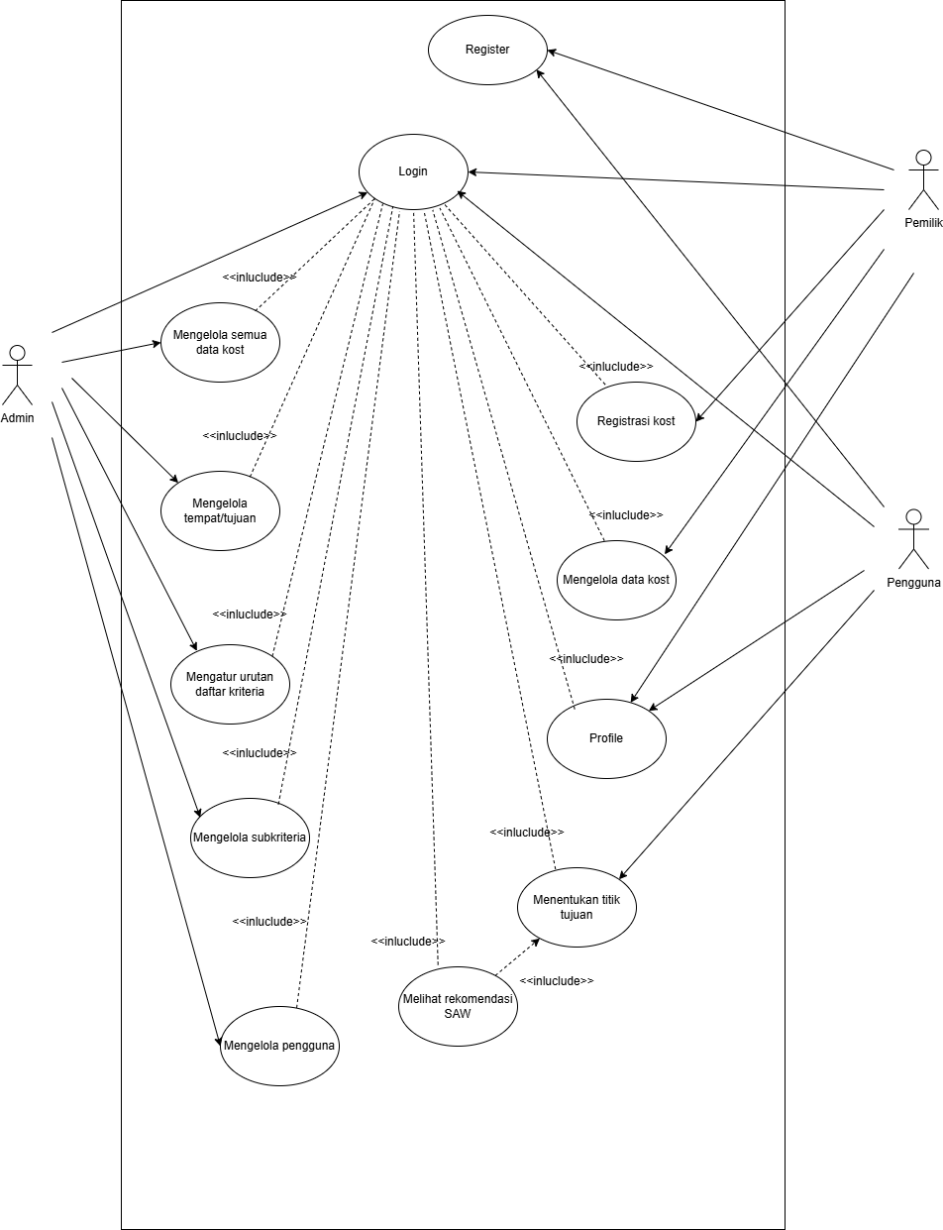 Register
Login
Pemilik
<<inluclude>>
Mengelola semua
data kost
<<inluclude>>
Admin
Registrasi kost
<<inluclude>>
Mengelola
tempat/tujuan
<<inluclude>>
Mengelola data kost
Pengguna
<<inluclude>>
<<inluclude>>
Mengatur urutan
daftar kriteria
Profile
<<inluclude>>
<<inluclude>>
Mengelola subkriteria
Menentukan titik
tujuan
<<inluclude>>
<<inluclude>>
<<inluclude>>
Melihat rekomendasi
SAW
Mengelola pengguna